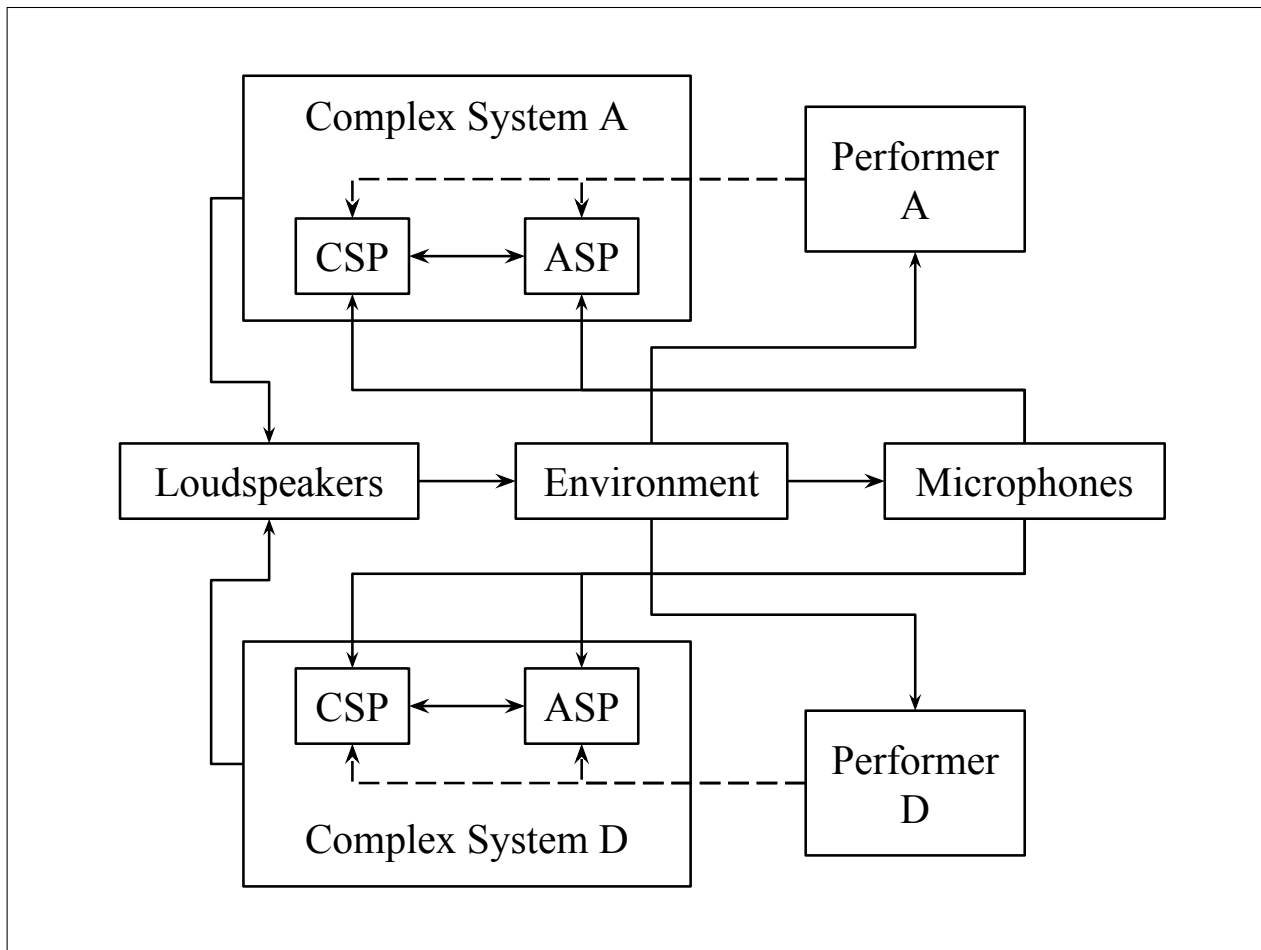 Complex System A
Performer
A
CSP
ASP
Loudspeakers
Environment
Microphones
CSP
ASP
Performer
D
Complex System D